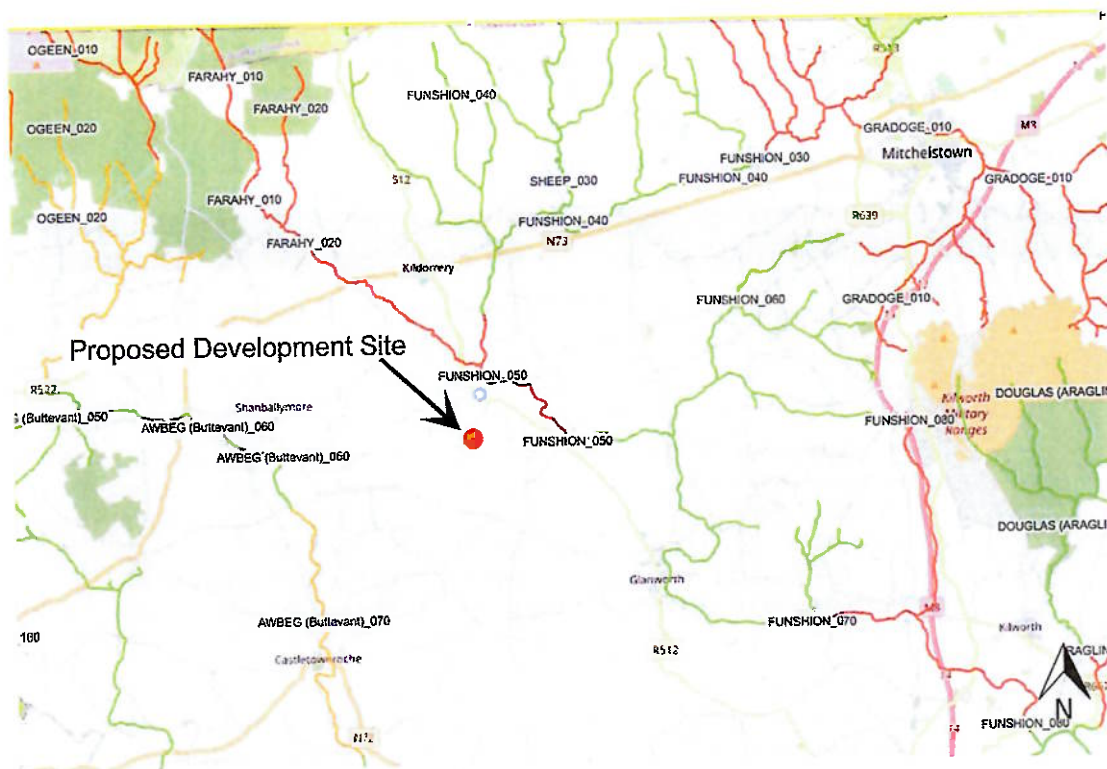 OGEEN_010
FARAHY_010
FARAHY_020
FUNSHION_040
R513
M8
OGEEN_020
GRADOGE_010
Mitchelstown
FUNSHION_030
512
SHEEP_030
FUNSHION_040
GRADOGE_010
OGEEN_020
FARAHY_010
FUNSHION_040
R639
FARAHY_020
N73
Kildorrery
FUNSHION_060
GRADOGE_010
Proposed Development Site
FUNSHION_050
R522
Shanballymore
(Buttevant)_050
AWBEG (Buttevant)_060
FUNSHION_050
FUNSHION_080
Kilworth
Military
Ranges
DOUGLAS (ARAGLI
AWBEG (Buttevant)_060
DOUGLAS (ARAGLI
Glanworth
AWBEG (Buttevant)_070
FUNSHION_070
M8
Kilworth
160
Castletownroche
R512
RAGLIN
N
FUNSHION_080
N72
14